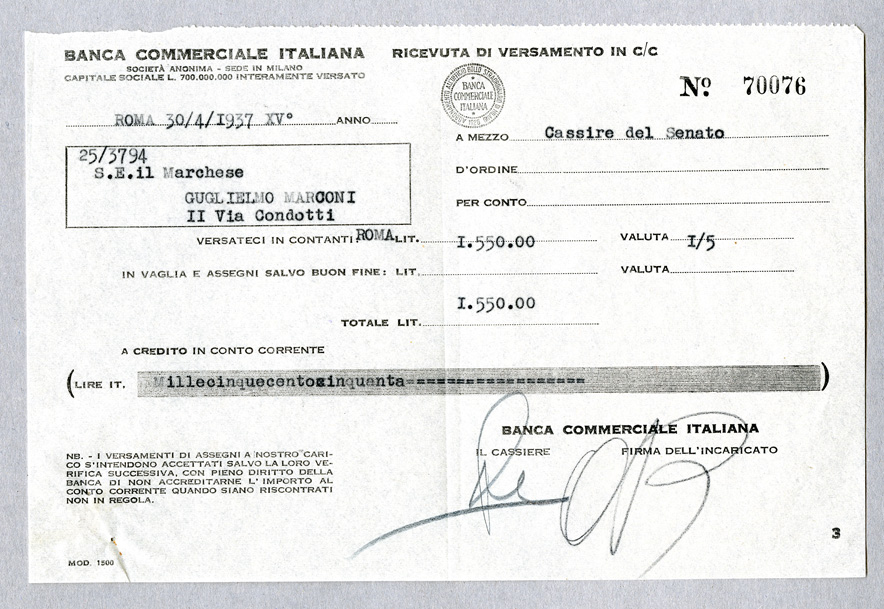 BANCA COMMERCIALE ITALIANA
SOCIETÀ ANONIMA - SEDE IN MILANO
CAPITALE SOCIALE L. 700.000.000 INTERAMENTE VERSATO
RICEVUTA DI VERSAMENTO IN C/C
BANCA
COMMERCIALE
ITALIANA
Nº 70076
ROMA 30/4/I937 XV° ANNO
A MEZZO Cassire del Senato
25/3794
S.E.il Marchese
GUGLIELMO MARCONI
II Via Condotti
ROMA
D'ORDINE
PER CONTO
VERSATECI IN CONTANTI: LIT. I.550.00 VALUTA I/5
IN VAGLIA E ASSEGNI SALVO BUON FINE: LIT. VALUTA
I.550.00
TOTALE LIT.
A CREDITO IN CONTO CORRENTE
(LIRE IT. Millecinquecentocinquanta==================)
BANCA COMMERCIALE ITALIANA
IL CASSIERE FIRMA DELL'INCARICATO
NB. - I VERSAMENTI DI ASSEGNI A NOSTRO CARI-
CO S'INTENDONO ACCETTATI SALVO LA LORO VE-
RIFICA SUCCESSIVA, CON PIENO DIRITTO DELLA
BANCA DI NON ACCREDITARNE L'IMPORTO AL
CONTO CORRENTE QUANDO SIANO RISCONTRATI
NON IN REGOLA.
3
MOD. 1500